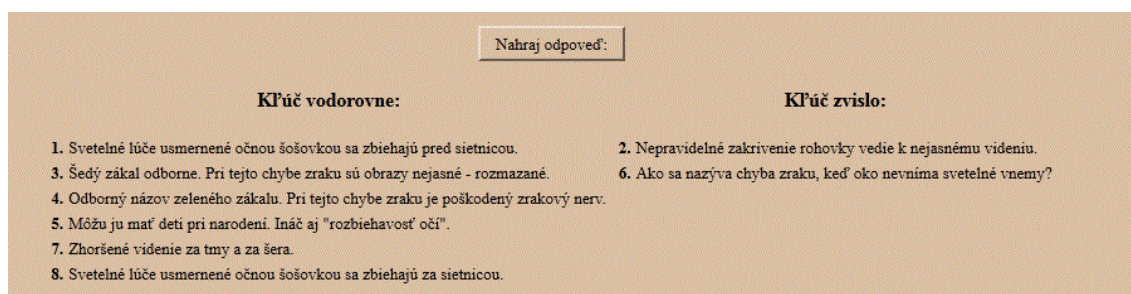 Nahraj odpoveď:
Kľúč vodorovne:
1. Svetelné lúče usmernené očnou šošovkou sa zbiehajú pred sietnicou.
3. Šedý zákal odborne. Pri tejto chybe zraku sú obrazy nejasné - rozmazané.
4. Odborný názov zeleného zákalu. Pri tejto chybe zraku je poškodený zrakový nerv.
5. Môžu ju mať deti pri narodení. Ináč aj "rozbiehavosť očí".
7. Zhoršené videnie za tmy a za šera.
8. Svetelné lúče usmernené očnou šošovkou sa zbiehajú za sietnicou.
Kľúč zvislo:
2. Nepravidelné zakrivenie rohovky vedie k nejasnému videniu.
6. Ako sa nazýva chyba zraku, keď oko nevníma svetelné vnemy?